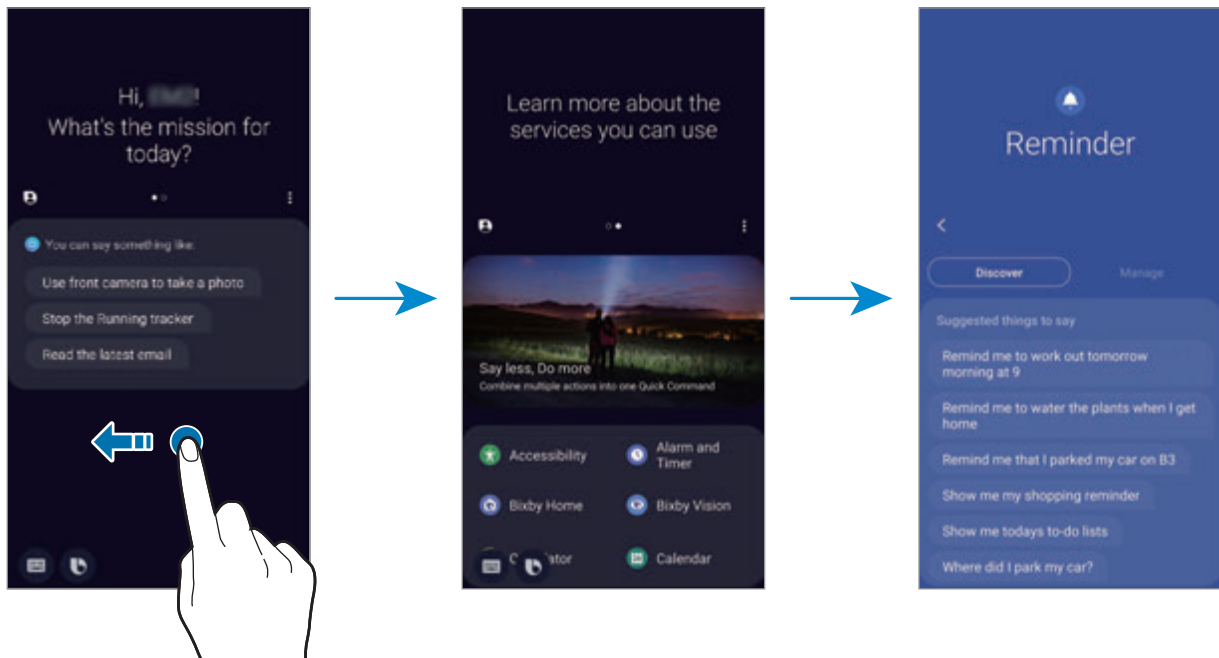 Hi, !
What's the mission for
today?
You can say something like:
Use front camera to take a photo
Stop the Running tracker
Read the latest email
Learn more about the
services you can use
Say less, Do more
Combine multiple actions into one Quick Command
Accessibility
Alarm and
Timer
Bixby Home
Bixby Vision
Calendar
Reminder
Discover
Manage
Suggested things to say
Remind me to work out tomorrow
morning at 9
Remind me to water the plants when I get
home
Remind me that I parked my car on B3
Show me my shopping reminder
Show me todays to-do lists
Where did I park my car?